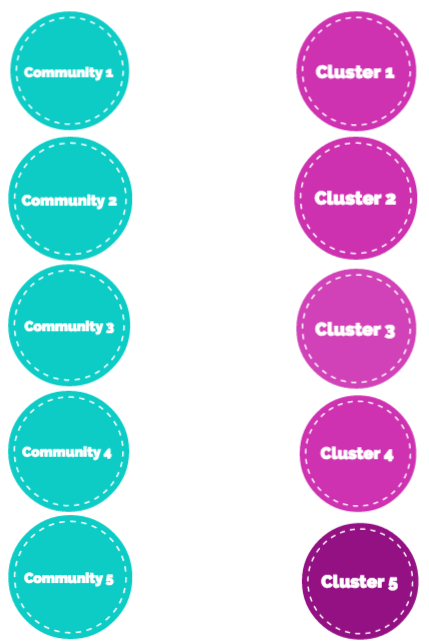 Community 1
Cluster 1
Community 2
Cluster 2
Community 3
Cluster 3
Community 4
Cluster 4
Community 5
Cluster 5